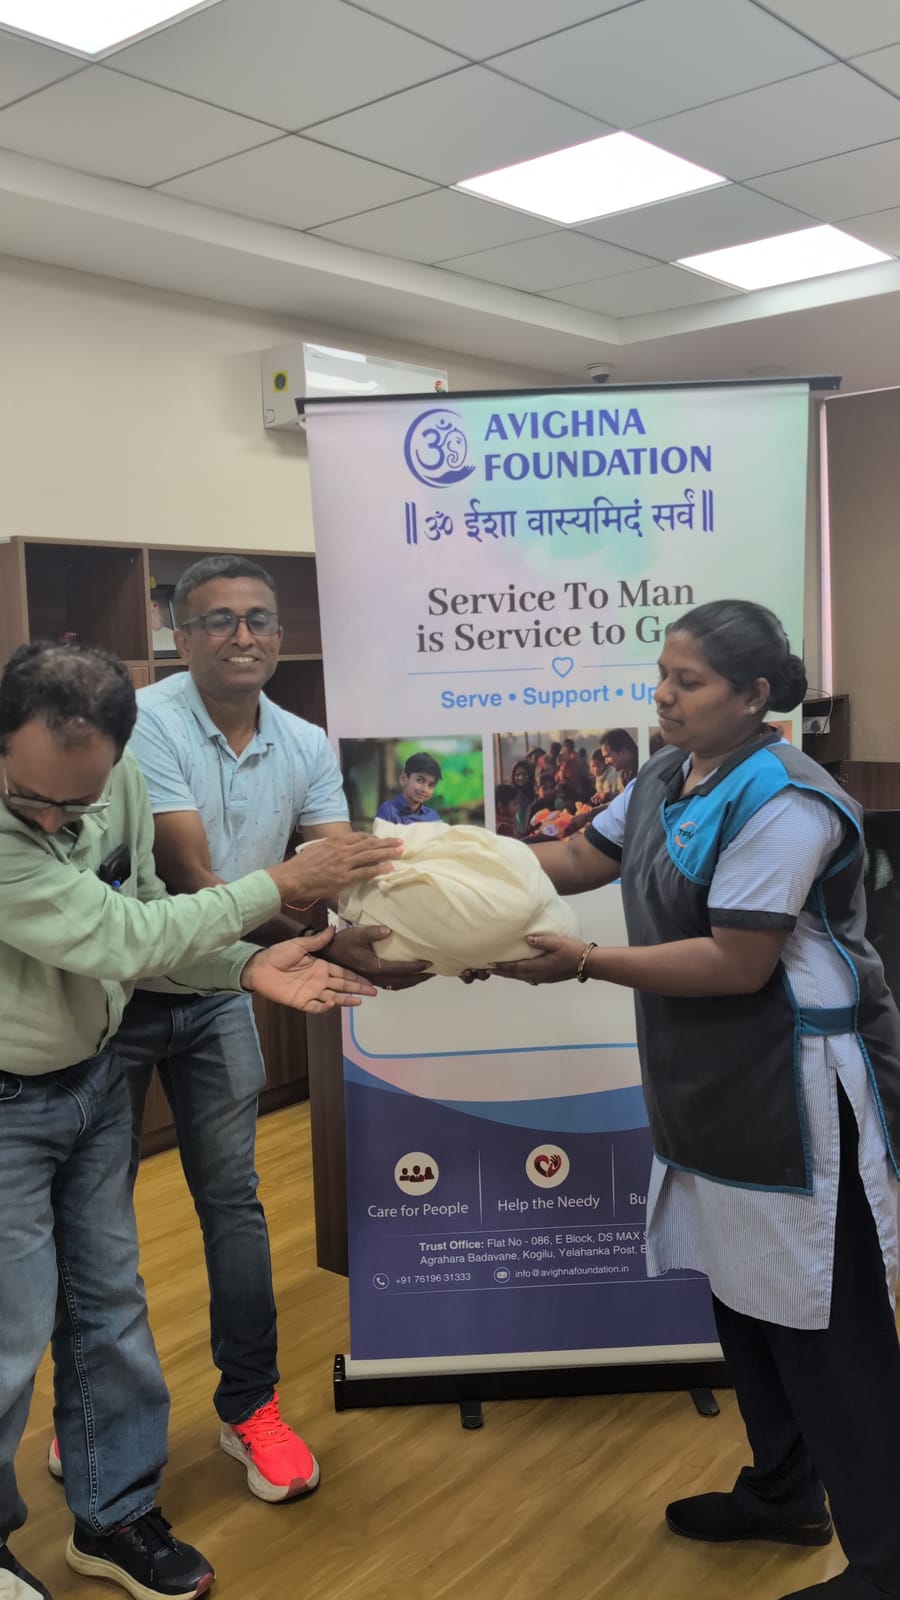 AVIGHNA
FOUNDATION
॥ॐ ईशा वास्यमिदं सर्वं॥
Service To Man
is Service to
Serve • Support •
TFM
Care for People
Help the Needy
Trust Office: Flat No - 086, E Block, DS MAX
Agrahara Badavane, Kogilu, Yelahanka Post,
+91 76196 31333
info@avighnafoundation.in